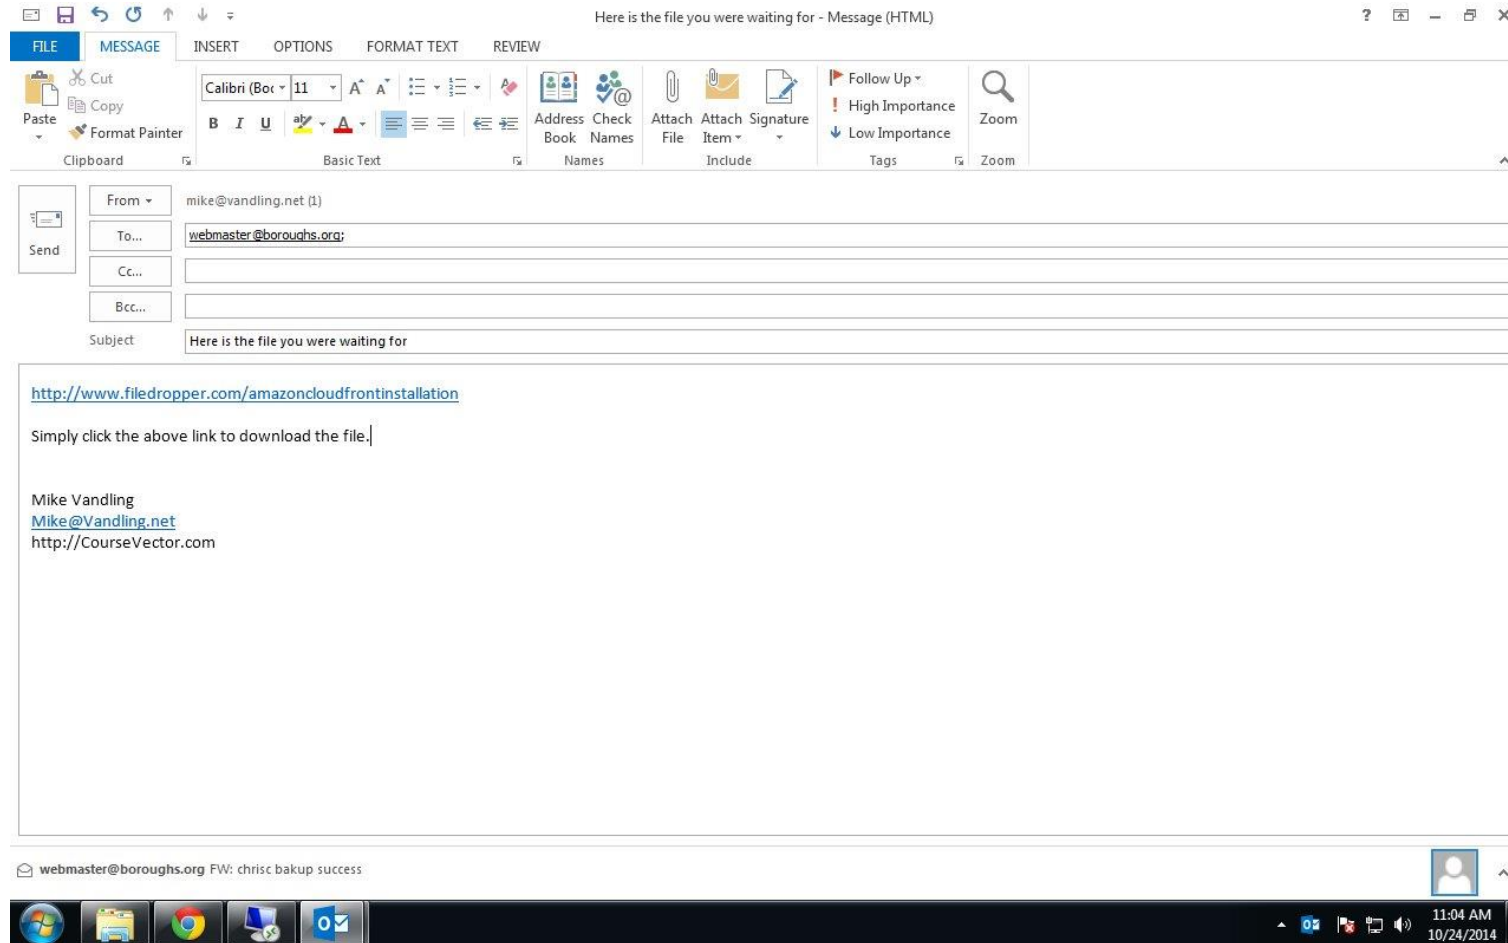 Here is the file you were waiting for - Message (HTML)
?
FILE MESSAGE INSERT OPTIONS FORMAT TEXT REVIEW
Paste
Cut
Copy
Format Painter
Clipboard
Calibri (Boc 11
B I U
Basic Text
Address Book
Check Names
Names
Attach File
Attach Item
Signature
Include
Follow Up
High Importance
Low Importance
Tags
Zoom
Zoom
Send
From mike@vandling.net (1)
To... webmaster@boroughs.org;
Cc...
Bcc...
Subject Here is the file you were waiting for
http://www.filedropper.com/amazoncloudfrontinstallation
Simply click the above link to download the file.
Mike Vandling
Mike@Vandling.net
http://CourseVector.com
webmaster@boroughs.org FW: chrisc bakup success
11:04 AM
10/24/2014